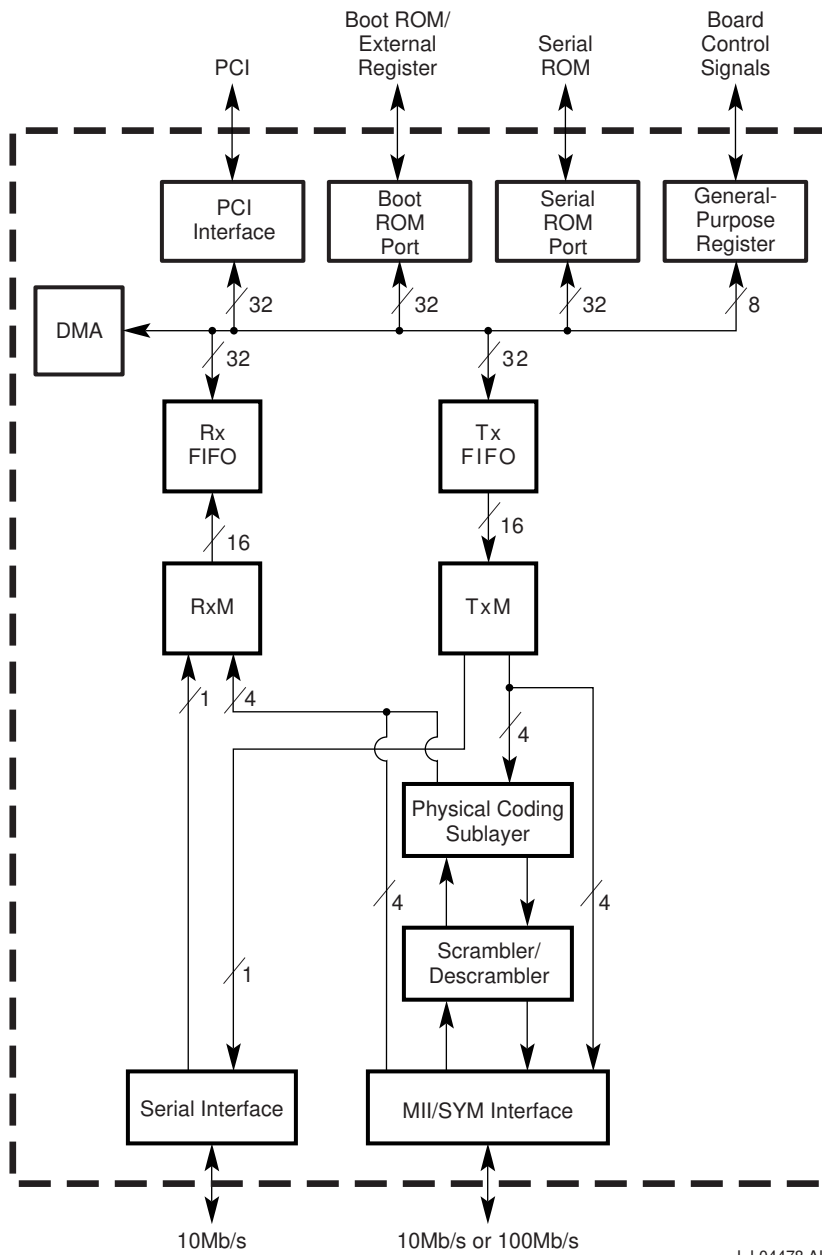 PCI
Boot ROM/
External
Register
Serial
ROM
Board
Control
Signals
PCI
Interface
Boot
ROM
Port
Serial
ROM
Port
General-
Purpose
Register
32
32
32
8
DMA
32
32
Rx
FIFO
Tx
FIFO
16
16
RxM
TxM
1
4
4
Physical Coding
Sublayer
4
4
Scrambler/
Descrambler
1
Serial Interface
MII/SYM Interface
10Mb/s
10Mb/s or 100Mb/s